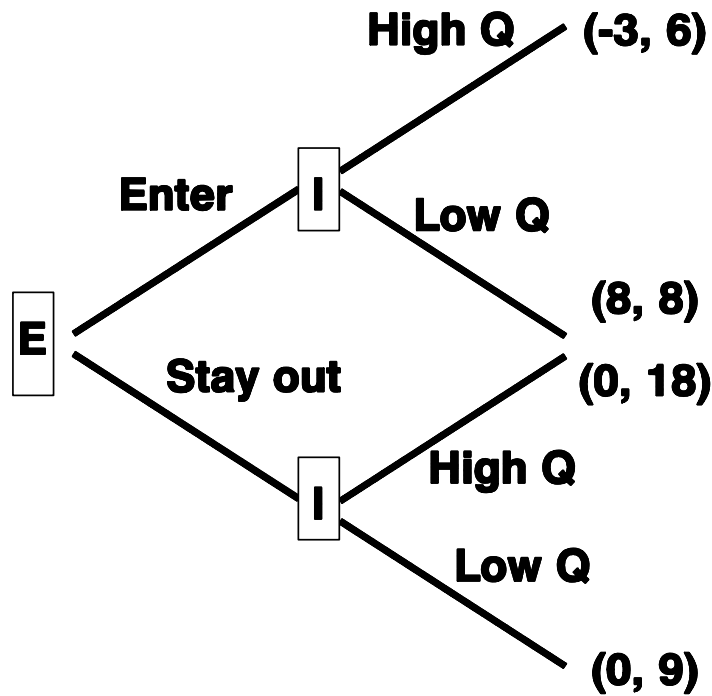 High Q
(-3, 6)
Enter
I
Low Q
(8, 8)
E
Stay out
(0, 18)
High Q
I
Low Q
(0, 9)